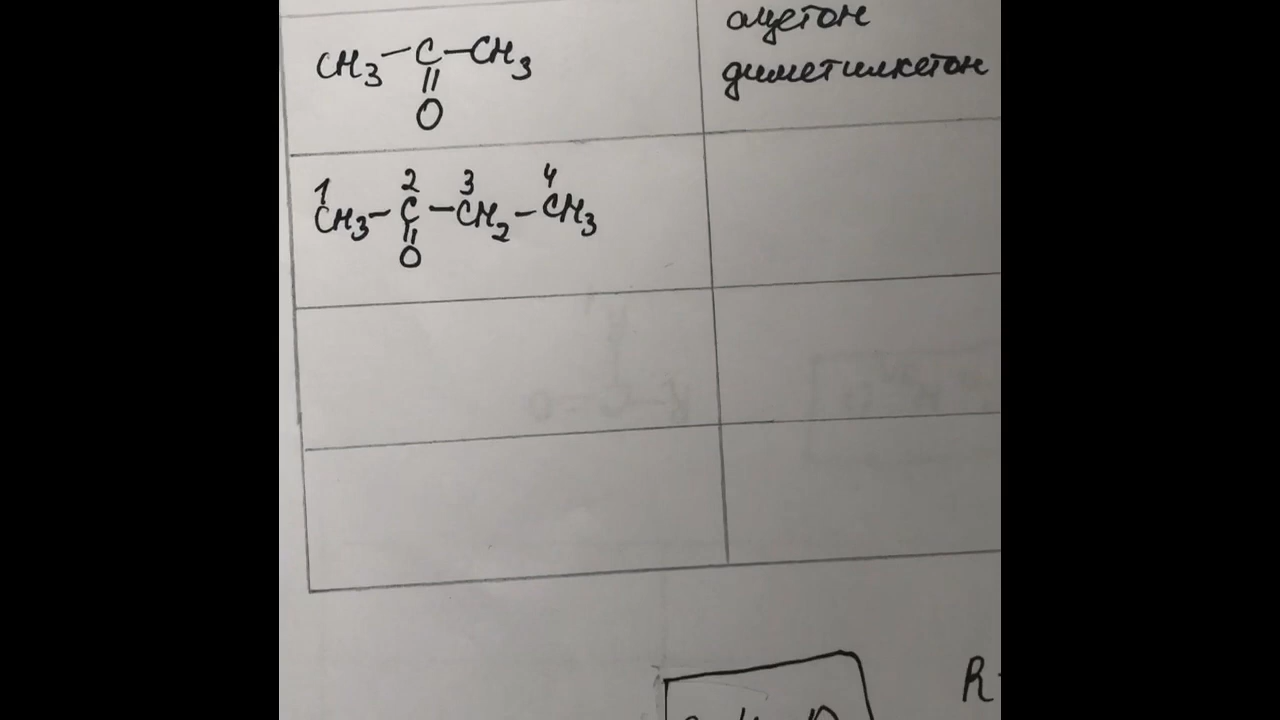 CH₃—C—CH₃
||
O
ацетон
диметилкетон
1 2 3 4
CH₃—C—CH₂—CH₃
||
O
R-